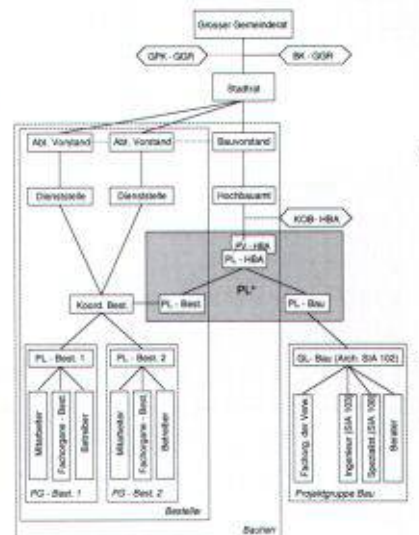 Grosser Gemeinderat
GPK - GGR
BK - GGR
Stadtrat
Abt. Vorstand
Abt. Vorstand
Bauvorstand
Dienststelle
Dienststelle
Hochbauamt
KOB - HBA
PV - HBA
PL - HBA
PL*
Koord. Best.
PL - Best.
PL - Bau
PL - Best. 1
PL - Best. 2
GL - Bau (Arch. SIA 102)
Mitarbeiter
Fachorgane - Best.
Betreiber
Mitarbeiter
Fachorgane - Best.
Betreiber
Fachorg. der Verw.
Ingenieur (SIA 103)
Spezialist (SIA 108)
Berater
PG - Best. 1
PG - Best. 2
Projektgruppe Bau
Besteller
Bauherr